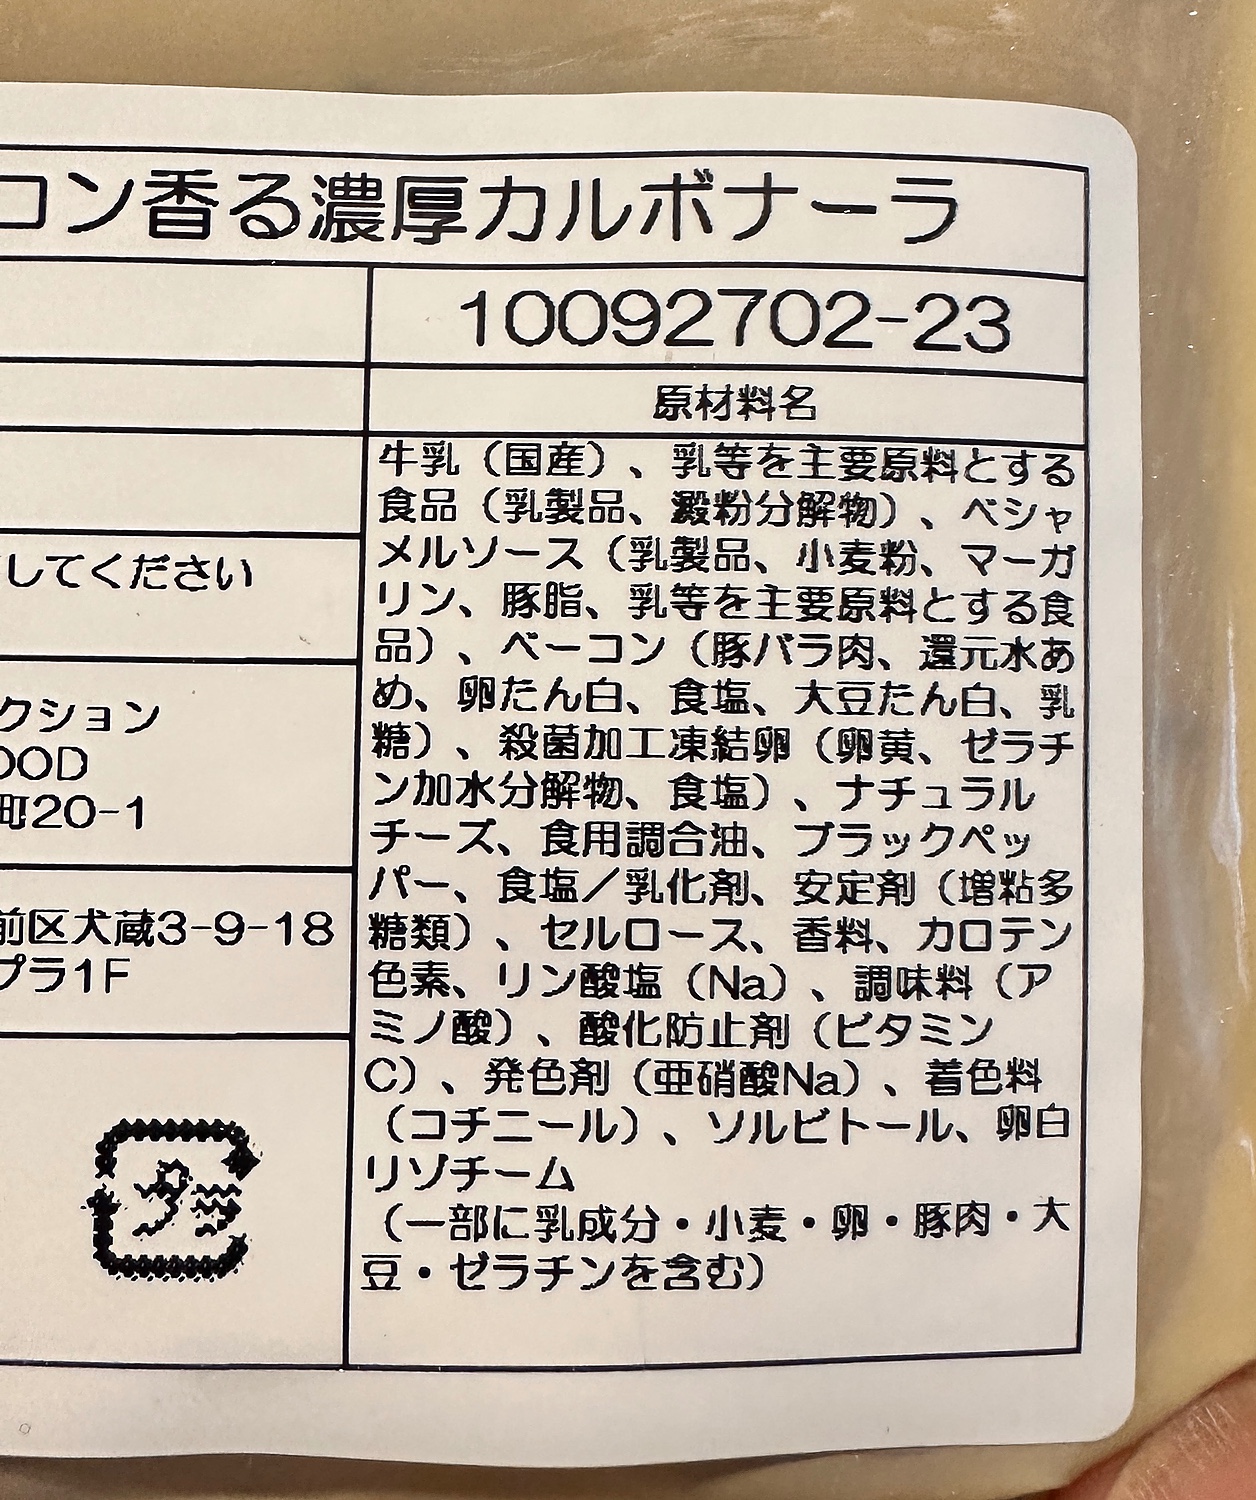 コン香る濃厚カルボナーラ
10092702-23
原材料名
牛乳（国産）、乳等を主要原料とする
食品（乳製品、澱粉分解物）、ベシャ
メルソース（乳製品、小麦粉、マーガ
リン、豚脂、乳等を主要原料とする食
品）、ベーコン（豚バラ肉、還元水あ
め、卵たん白、食塩、大豆たん白、乳
糖）、殺菌加工凍結卵（卵黄、ゼラチ
ン加水分解物、食塩）、ナチュラル
チーズ、食用調合油、ブラックペッ
パー、食塩／乳化剤、安定剤（増粘多
糖類）、セルロース、香料、カロテン
色素、リン酸塩（Na）、調味料（ア
ミノ酸）、酸化防止剤（ビタミン
C）、発色剤（亜硝酸Na）、着色料
（コチニール）、ソルビトール、卵白
リゾチーム
（一部に乳成分・小麦・卵・豚肉・大
豆・ゼラチンを含む）
してください
クション
OOD
町20-1
前区犬蔵3-9-18
プラ1F
プラ